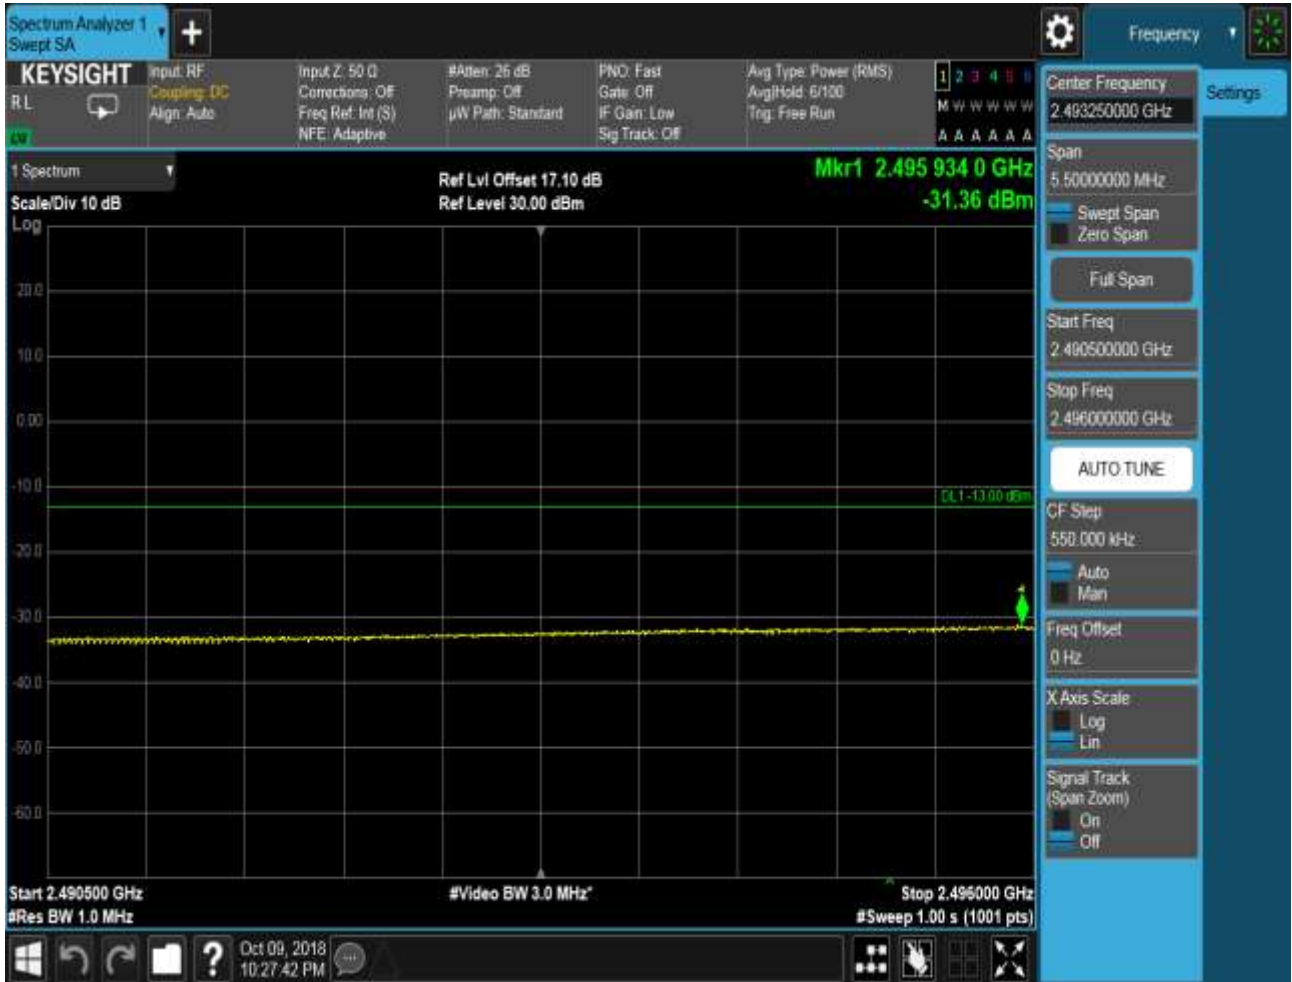 Spectrum Analyzer 1
Swept SA
+
Frequency
KEYSIGHT
R L
Input: RF
Coupling: DC
Align: Auto
Input Z: 50 Ω
Corrections: Off
Freq Ref: Int (S)
NFE: Adaptive
#Atten: 26 dB
Preamp: Off
µW Path: Standard
PNO: Fast
Gate: Off
IF Gain: Low
Sig Track: Off
Avg Type: Power (RMS)
Avg|Hold: 6/100
Trig: Free Run
1 2 3 4 5 6
M W W W W W
A A A A A A
1 Spectrum
Scale/Div 10 dB
Log
Ref Lvl Offset 17.10 dB
Ref Level 30.00 dBm
Mkr1 2.495 934 0 GHz
-31.36 dBm
20.0
10.0
0.00
-10.0
-20.0
-30.0
-40.0
-50.0
-60.0
DL1 -13.00 dBm
Start 2.490500 GHz
#Res BW 1.0 MHz
#Video BW 3.0 MHz*
Stop 2.496000 GHz
#Sweep 1.00 s (1001 pts)
Center Frequency
2.493250000 GHz
Settings
Span
5.50000000 MHz
Swept Span
Zero Span
Full Span
Start Freq
2.490500000 GHz
Stop Freq
2.496000000 GHz
AUTO TUNE
CF Step
550.000 kHz
Auto
Man
Freq Offset
0 Hz
X Axis Scale
Log
Lin
Signal Track
(Span Zoom)
On
Off
?
Oct 09, 2018
10:27:42 PM